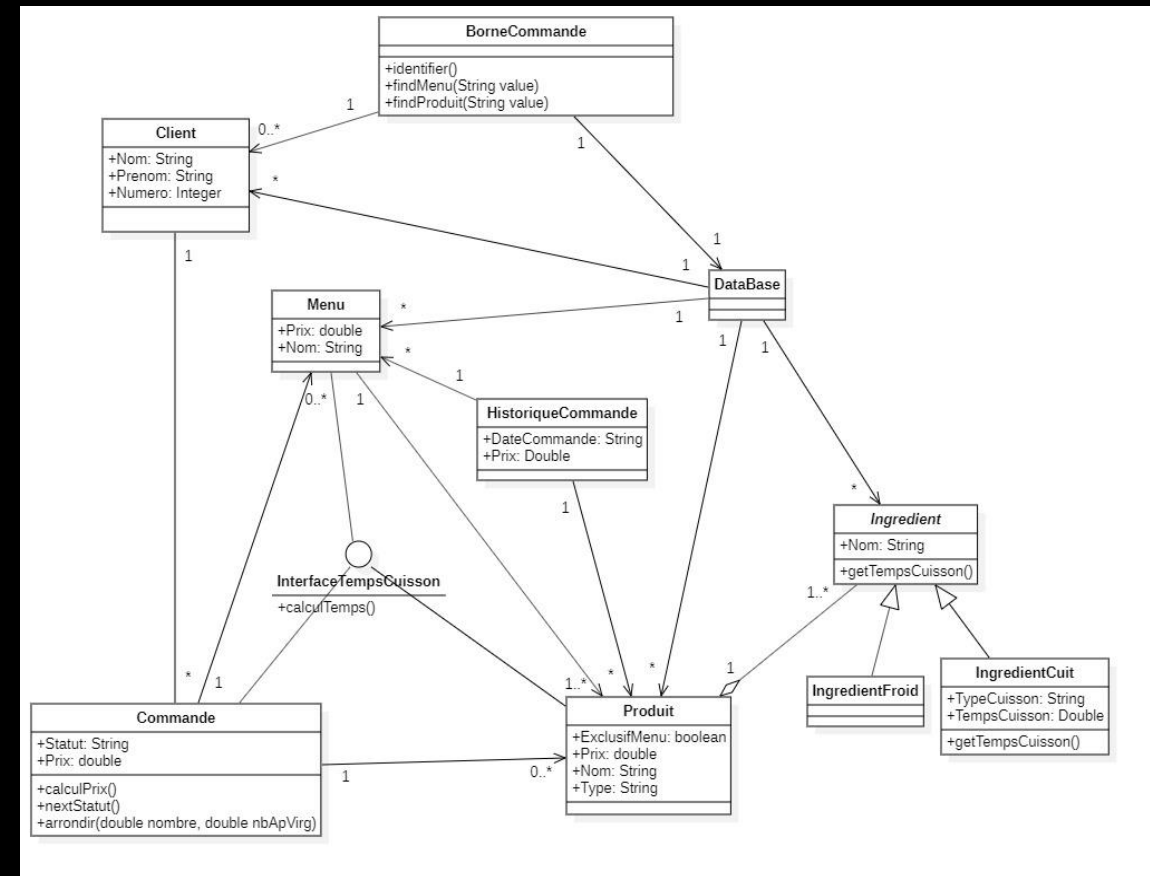 BorneCommande
+identifier()
+findMenu(String value)
+findProduit(String value)
1
0..*
1
Client
+Nom: String
+Prenom: String
+Numero: Integer
*
1
1
1
DataBase
Menu
+Prix: double
+Nom: String
*
1
1
1
*
1
0..*
1
HistoriqueCommande
+DateCommande: String
+Prix: Double
1
*
Ingredient
+Nom: String
+getTempsCuisson()
InterfaceTempsCuisson
+calculTemps()
1..*
*
1
1..*
*
*
1
IngredientFroid
IngredientCuit
+TypeCuisson: String
+TempsCuisson: Double
+getTempsCuisson()
Commande
+Statut: String
+Prix: double
+calculPrix()
+nextStatut()
+arrondir(double nombre, double nbApVirg)
1
0..*
Produit
+ExclusifMenu: boolean
+Prix: double
+Nom: String
+Type: String